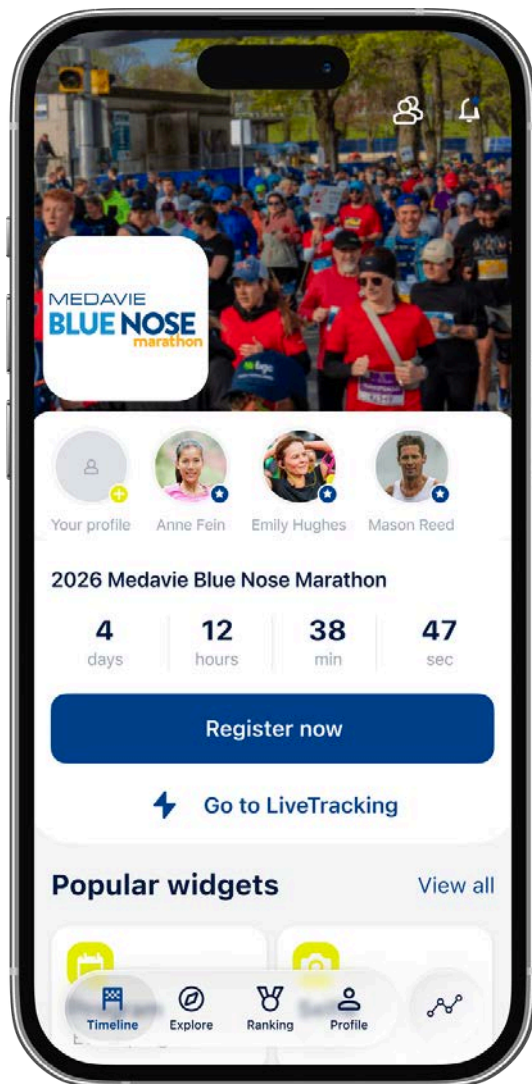 MEDAVIE
BLUE NOSE
marathon
Your profile
Anne Fein
Emily Hughes
Mason Reed
2026 Medavie Blue Nose Marathon
4
12
38
47
days
hours
min
sec
Register now
Go to LiveTracking
Popular widgets
View all
Timeline
Explore
Ranking
Profile